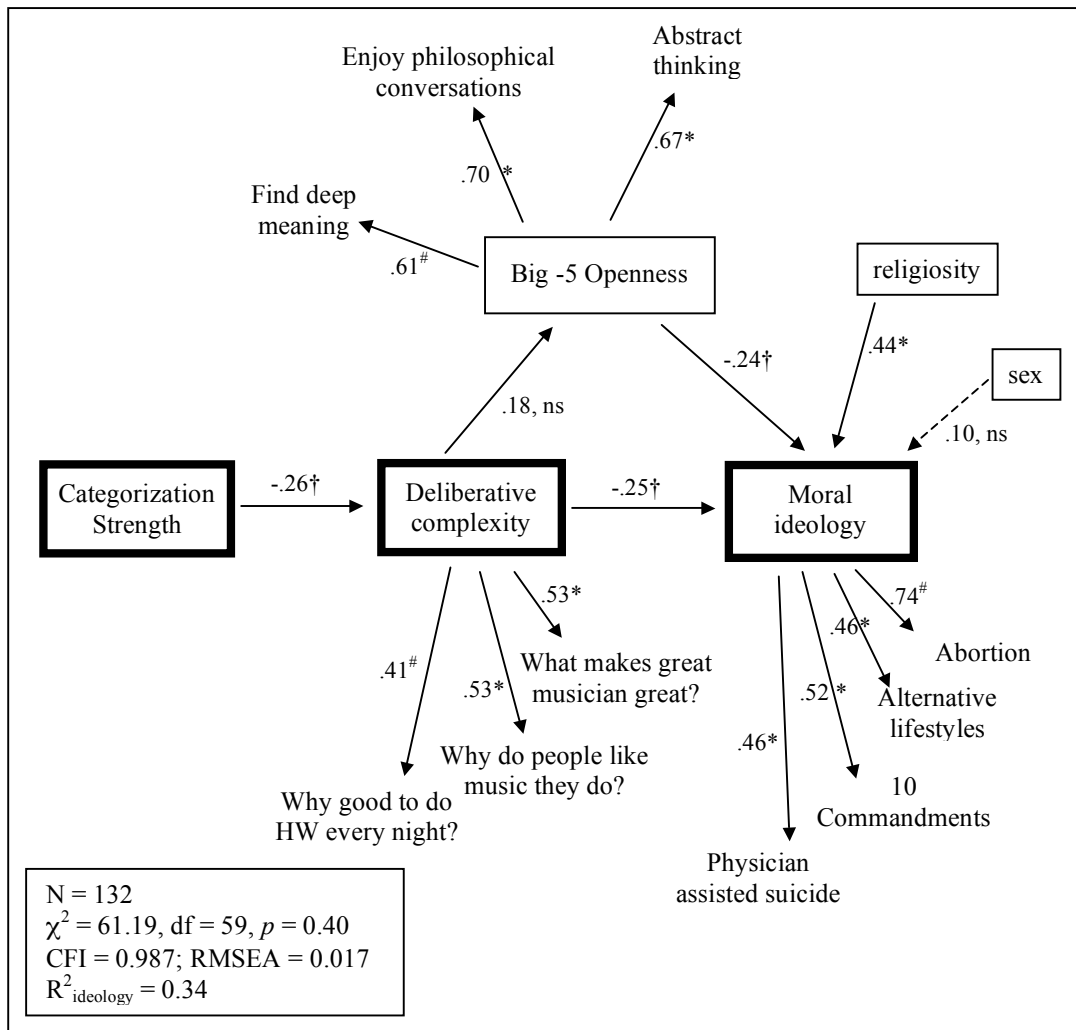 Abstract
thinking
Enjoy philosophical
conversations
.67*
.70 *
Find deep
meaning
.61#
Big -5 Openness
religiosity
.44*
-.24†
sex
.18, ns
.10, ns
Categorization
Strength
-.26†
Deliberative
complexity
-.25†
Moral
ideology
.53*
.41#
.53*
What makes great
musician great?
Why do people like
music they do?
Why good to do
HW every night?
.74#
.46*
.52 *
.46*
Abortion
Alternative
lifestyles
10
Commandments
Physician
assisted suicide
N = 132
χ² = 61.19, df = 59, p = 0.40
CFI = 0.987; RMSEA = 0.017
R²ideology = 0.34